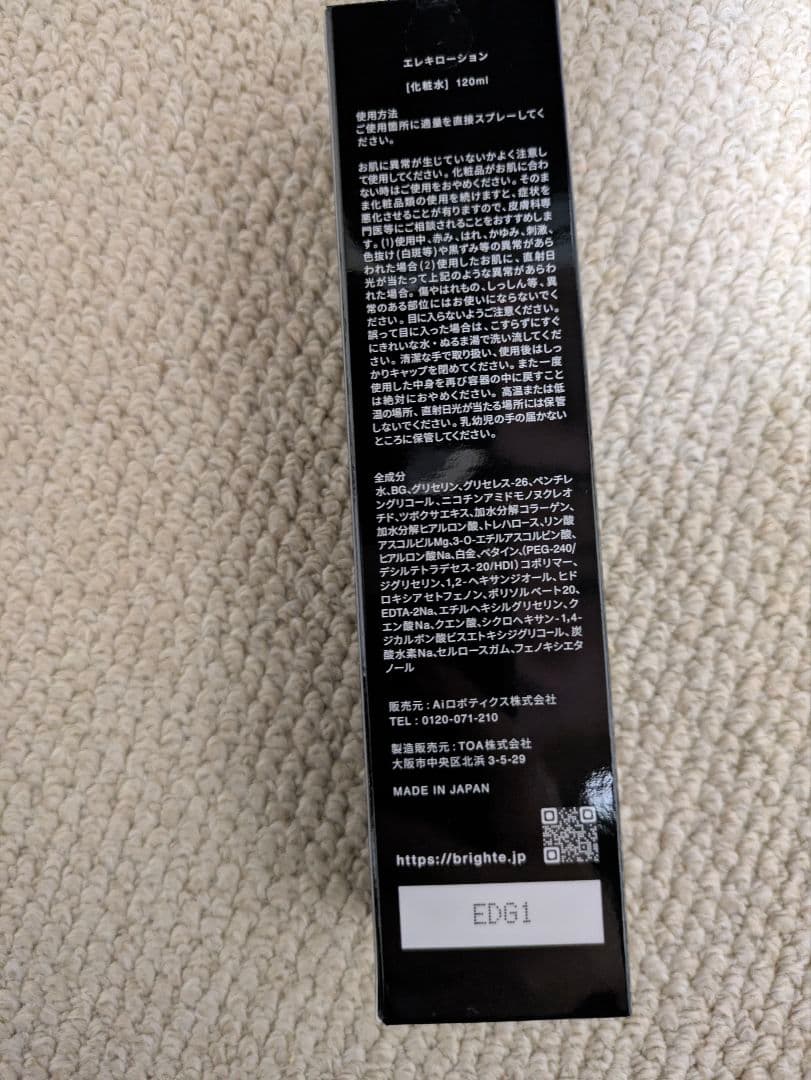 エレキローション
[化粧水] 120ml
使用方法
ご使用箇所に適量を直接スプレーしてく
ださい。
お肌に異常が生じていないかよく注意し
て使用してください。化粧品がお肌に合わ
ない時はご使用をおやめください。そのま
ま化粧品類の使用を続けますと、症状を
悪化させることが有りますので、皮膚科専
門医等にご相談されることをおすすめしま
す。(1)使用中、赤み、はれ、かゆみ、刺激、
色抜け(白斑等)や黒ずみ等の異常があら
われた場合(2)使用したお肌に、直射日
光が当たって上記のような異常があらわ
れた場合。傷やはれもの、しっしん等、異
常のある部位にはお使いにならないでく
ださい。目に入らないようご注意ください。
誤って目に入った場合は、こすらずにすぐ
にきれいな水・ぬるま湯で洗い流してくだ
さい。清潔な手で取り扱い、使用後はしっ
かりキャップを閉めてください。また一度
使用した中身を再び容器の中に戻すこと
は絶対におやめください。高温または低
温の場所、直射日光が当たる場所には保管
しないでください。乳幼児の手の届かない
ところに保管してください。
全成分
水、BG、グリセリン、グリセレス-26、ペンチレ
ングリコール、ニコチンアミドモノヌクレオ
チド、ツボクサエキス、加水分解コラーゲン、
加水分解ヒアルロン酸、トレハロース、リン酸
アスコルビルMg、3-O-エチルアスコルビン酸、
ヒアルロン酸Na、白金、ベタイン、(PEG-240/
デシルテトラデセス-20/HDI)コポリマー、
ジグリセリン、1,2-ヘキサンジオール、ヒド
ロキシアセトフェノン、ポリソルベート20、
EDTA-2Na、エチルヘキシルグリセリン、ク
エン酸Na、クエン酸、シクロヘキサン-1,4-
ジカルボン酸ビスエトキシジグリコール、炭
酸水素Na、セルロースガム、フェノキシエタ
ノール
販売元：Aiロボティクス株式会社
TEL：0120-071-210
製造販売元：TOA株式会社
大阪市中央区北浜 3-5-29
MADE IN JAPAN
https://brighte.jp
EDG1